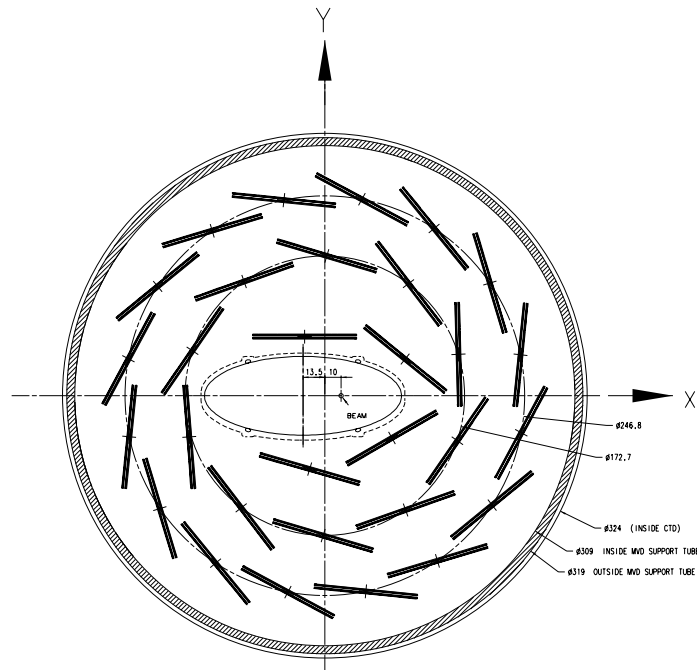 Y
X
13.5 10
BEAM
ø246.8
ø172.7
ø324 (INSIDE CTD)
ø309 INSIDE MVD SUPPORT TUBE
ø319 OUTSIDE MVD SUPPORT TUBE